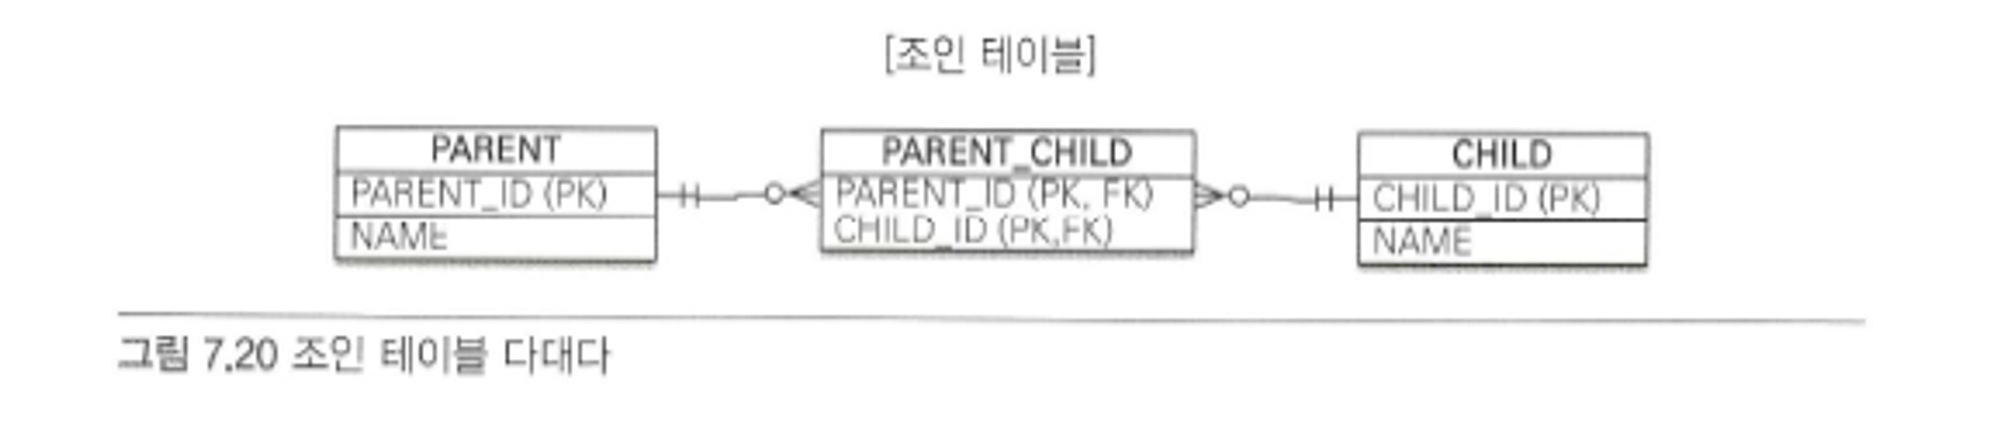 [조인 테이블]
PARENT
PARENT_ID (PK)
NAME
PARENT_CHILD
PARENT_ID (PK, FK)
CHILD_ID (PK,FK)
CHILD
CHILD_ID (PK)
NAME
그림 7.20 조인 테이블 다대다